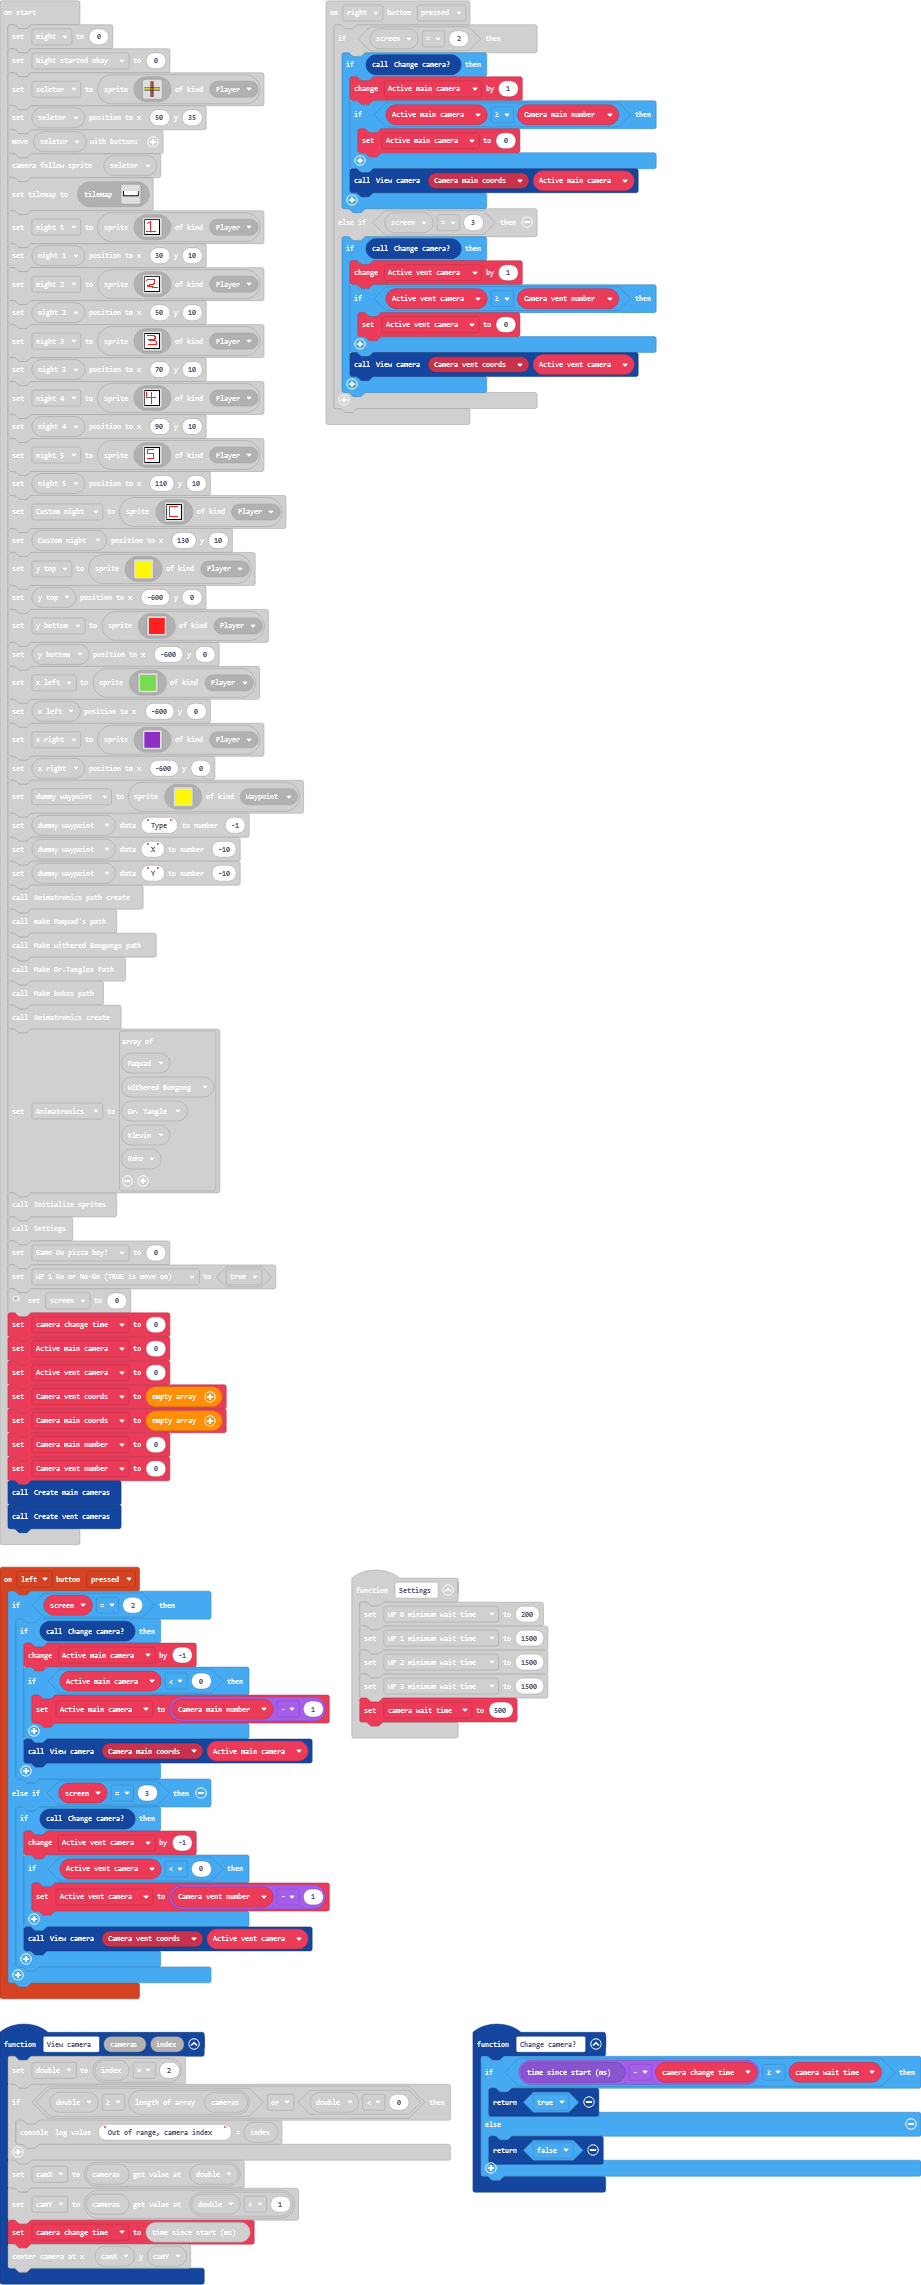 on start
set night to 0
set Night started okay to 0
set seletor to sprite of kind Player
set seletor position to x 50 y 35
move seletor with buttons
camera follow sprite seletor
set tilemap to tilemap
set night 1 to sprite 1 of kind Player
set night 1 position to x 30 y 10
set night 2 to sprite 2 of kind Player
set night 2 position to x 50 y 10
set night 3 to sprite 3 of kind Player
set night 3 position to x 70 y 10
set night 4 to sprite 4 of kind Player
set night 4 position to x 90 y 10
set night 5 to sprite 5 of kind Player
set night 5 position to x 110 y 10
set Custom night to sprite C of kind Player
set Custom night position to x 130 y 10
set y top to sprite of kind Player
set y top position to x -600 y 0
set y bottom to sprite of kind Player
set y bottom position to x -600 y 0
set x left to sprite of kind Player
set x left position to x -600 y 0
set x right to sprite of kind Player
set x right position to x -600 y 0
set dummy waypoint to sprite of kind Waypoint
set dummy waypoint data "Type" to number -1
set dummy waypoint data "X" to number -10
set dummy waypoint data "Y" to number -10
call Animatronics path create
call make Maquad's path
call Make withered Bongongs path
call Make Dr.Tangles Path
call Make kokos path
call Animatronics create
set Animatronics to array of
Maquad
Withered Bongong
Dr. Tangle
Klevin
Koko
call Initialize sprites
call Settings
set Game On pizza boy! to 0
set WP 1 Go or No-Go (TRUE is move on) to true
set screen to 0
set camera change time to 0
set Active main camera to 0
set Active vent camera to 0
set Camera vent coords to empty array
set Camera main coords to empty array
set Camera main number to 0
set Camera vent number to 0
call Create main cameras
call Create vent cameras
on right button pressed
if screen = 2 then
if call Change camera? then
change Active main camera by 1
if Active main camera ≥ Camera main number then
set Active main camera to 0
call View camera Camera main coords Active main camera
else if screen = 3 then
if call Change camera? then
change Active vent camera by 1
if Active vent camera ≥ Camera vent number then
set Active vent camera to 0
call View camera Camera vent coords Active vent camera
on left button pressed
if screen = 2 then
if call Change camera? then
change Active main camera by -1
if Active main camera < 0 then
set Active main camera to Camera main number - 1
call View camera Camera main coords Active main camera
else if screen = 3 then
if call Change camera? then
change Active vent camera by -1
if Active vent camera < 0 then
set Active vent camera to Camera vent number - 1
call View camera Camera vent coords Active vent camera
function Settings
set WP 0 minimum wait time to 200
set WP 1 minimum wait time to 1500
set WP 2 minimum wait time to 1500
set WP 3 minimum wait time to 1500
set camera wait time to 500
function View camera cameras index
set double to index × 2
if double ≥ length of array cameras or double < 0 then
console log value "Out of range, camera index" = index
set camX to cameras get value at double
set camY to cameras get value at double + 1
set camera change time to time since start (ms)
center camera at x camX y camY
function Change camera?
if time since start (ms) - camera change time ≥ camera wait time then
return true
else
return false